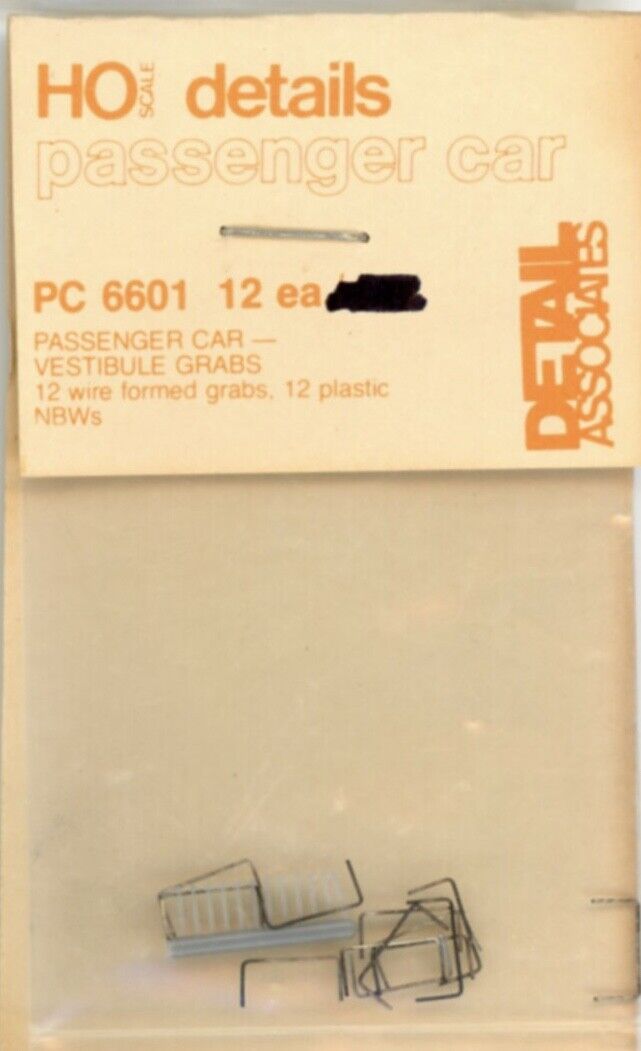 HO SCALE details
passenger car
PC 6601 12 ea
PASSENGER CAR —
VESTIBULE GRABS
12 wire formed grabs, 12 plastic
NBWs
DETAIL
ASSOCIATES